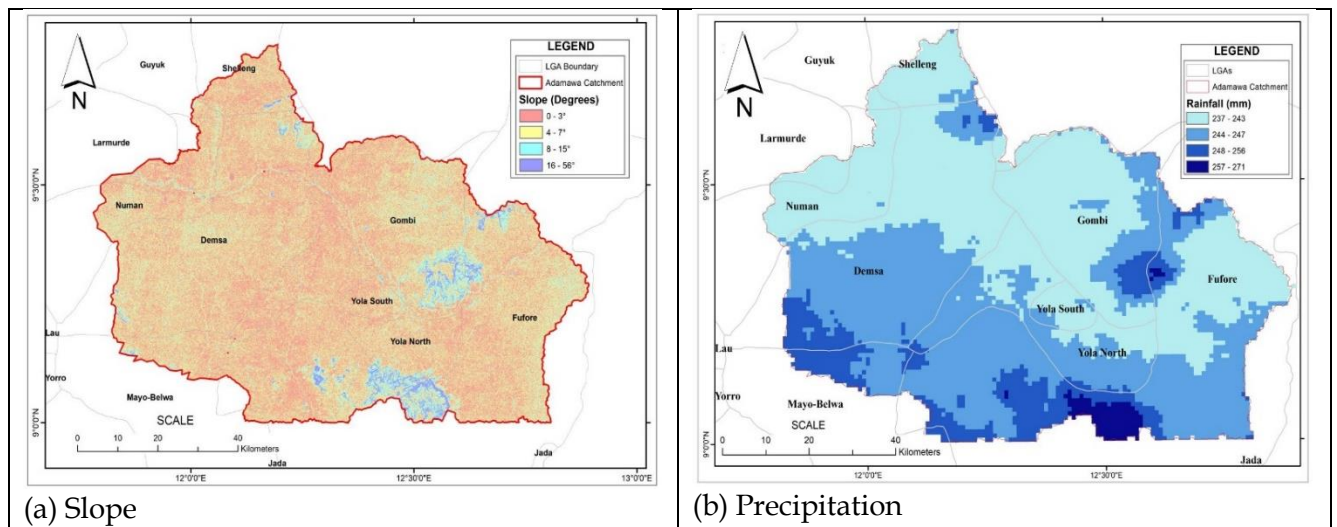 N
Guyuk
Shelleng
Larmurde
Numan
Demsa
Gombi
Yola South
Fufore
Yola North
Lau
Yorro
Mayo-Belwa
Jada
LEGEND
LGA Boundary
Adamawa Catchment
Slope (Degrees)
0 - 3°
4 - 7°
8 - 15°
16 - 56°
SCALE
0 10 20 40
Kilometers
9°30'N
9°0'0"N
12°0'0"E
12°30'0"E
13°0'0"E
(a) Slope
N
Guyuk
Shelleng
Larmurde
Numan
Gombi
Demsa
Fufore
Yola South
Yola North
Lau
Yorro
Mayo-Belwa
Jada
LEGEND
LGAs
Adamawa Catchment
Rainfall (mm)
237 - 243
244 - 247
248 - 256
257 - 271
SCALE
0 10 20 40
Kilometers
9°30'N
9°0'0"N
12°0'0"E
12°30'0"E
(b) Precipitation